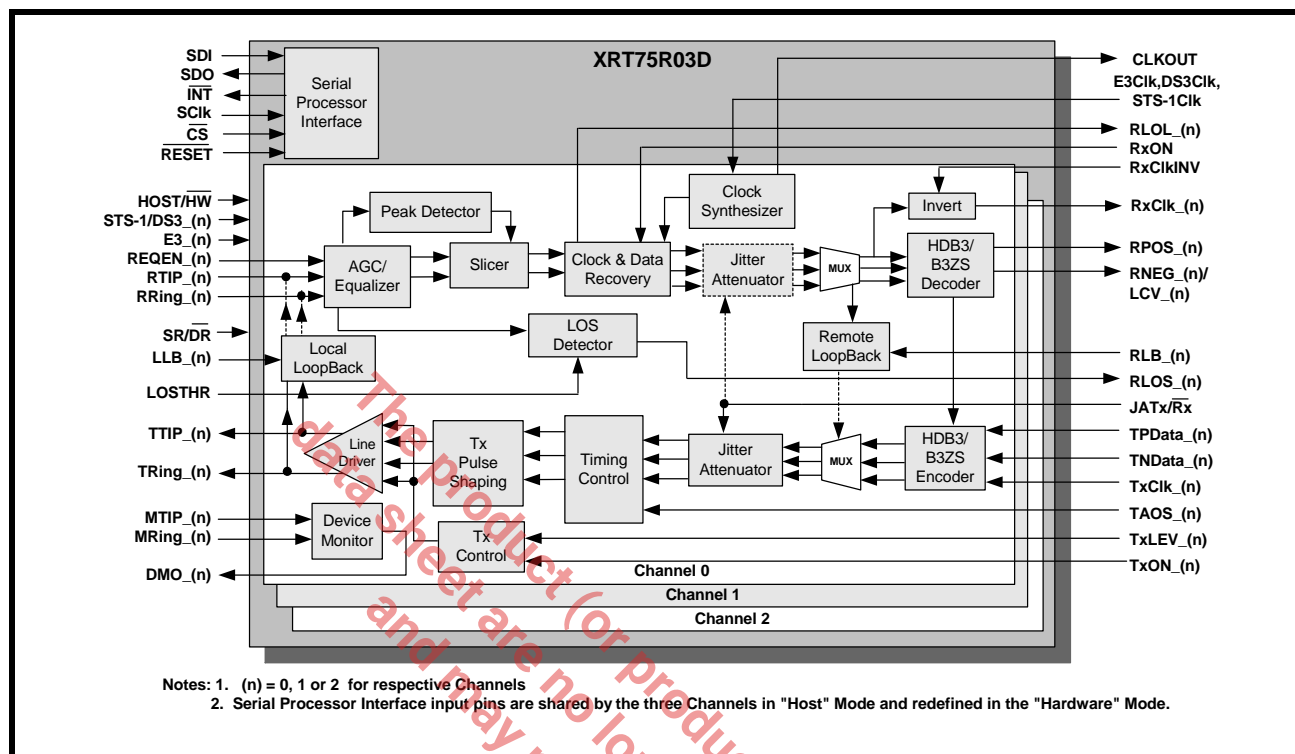 XRT75R03D
SDI
SDO
INT
SClk
CS
RESET
Serial
Processor
Interface
CLKOUT
E3Clk,DS3Clk,
STS-1Clk
RLOL_(n)
RxON
RxClkINV
RxClk_(n)
RPOS_(n)
RNEG_(n)/
LCV_(n)
RLB_(n)
RLOS_(n)
JATx/Rx
TPData_(n)
TNData_(n)
TxClk_(n)
TAOS_(n)
TxLEV_(n)
TxON_(n)
HOST/HW
STS-1/DS3_(n)
E3_(n)
REQEN_(n)
RTIP_(n)
RRing_(n)
SR/DR
LLB_(n)
LOSTHR
TTIP_(n)
TRing_(n)
MTIP_(n)
MRing_(n)
DMO_(n)
Peak Detector
AGC/
Equalizer
Slicer
Clock & Data
Recovery
Clock
Synthesizer
Jitter
Attenuator
MUX
Invert
HDB3/
B3ZS
Decoder
LOS
Detector
Remote
LoopBack
Local
LoopBack
Line
Driver
Tx
Pulse
Shaping
Timing
Control
Jitter
Attenuator
MUX
HDB3/
B3ZS
Encoder
Device
Monitor
Tx
Control
Channel 0
Channel 1
Channel 2
Notes: 1. (n) = 0, 1 or 2 for respective Channels
2. Serial Processor Interface input pins are shared by the three Channels in "Host" Mode and redefined in the "Hardware" Mode.
The product (or produc
data sheet are no lo
and may